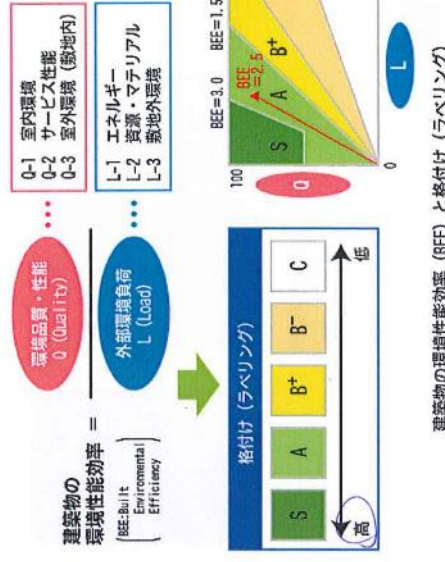 建築物の
環境性能効率 =
(BEE:Built
Environmental
Efficiency)
環境品質・性能
Q (Quality)
外部環境負荷
L (Load)
Q-1 室内環境
Q-2 サービス性能
Q-3 室外環境(敷地内)
L-1 エネルギー
L-2 資源・マテリアル
L-3 敷地外環境
格付け(ラベリング)
S A B+ B- C
高 低
BEE=3.0 BEE=1.5
100
Q
S A B+
BEE
=2.5
0
L
建築物の環境性能効率(BEE)と格付け(ラベリング)